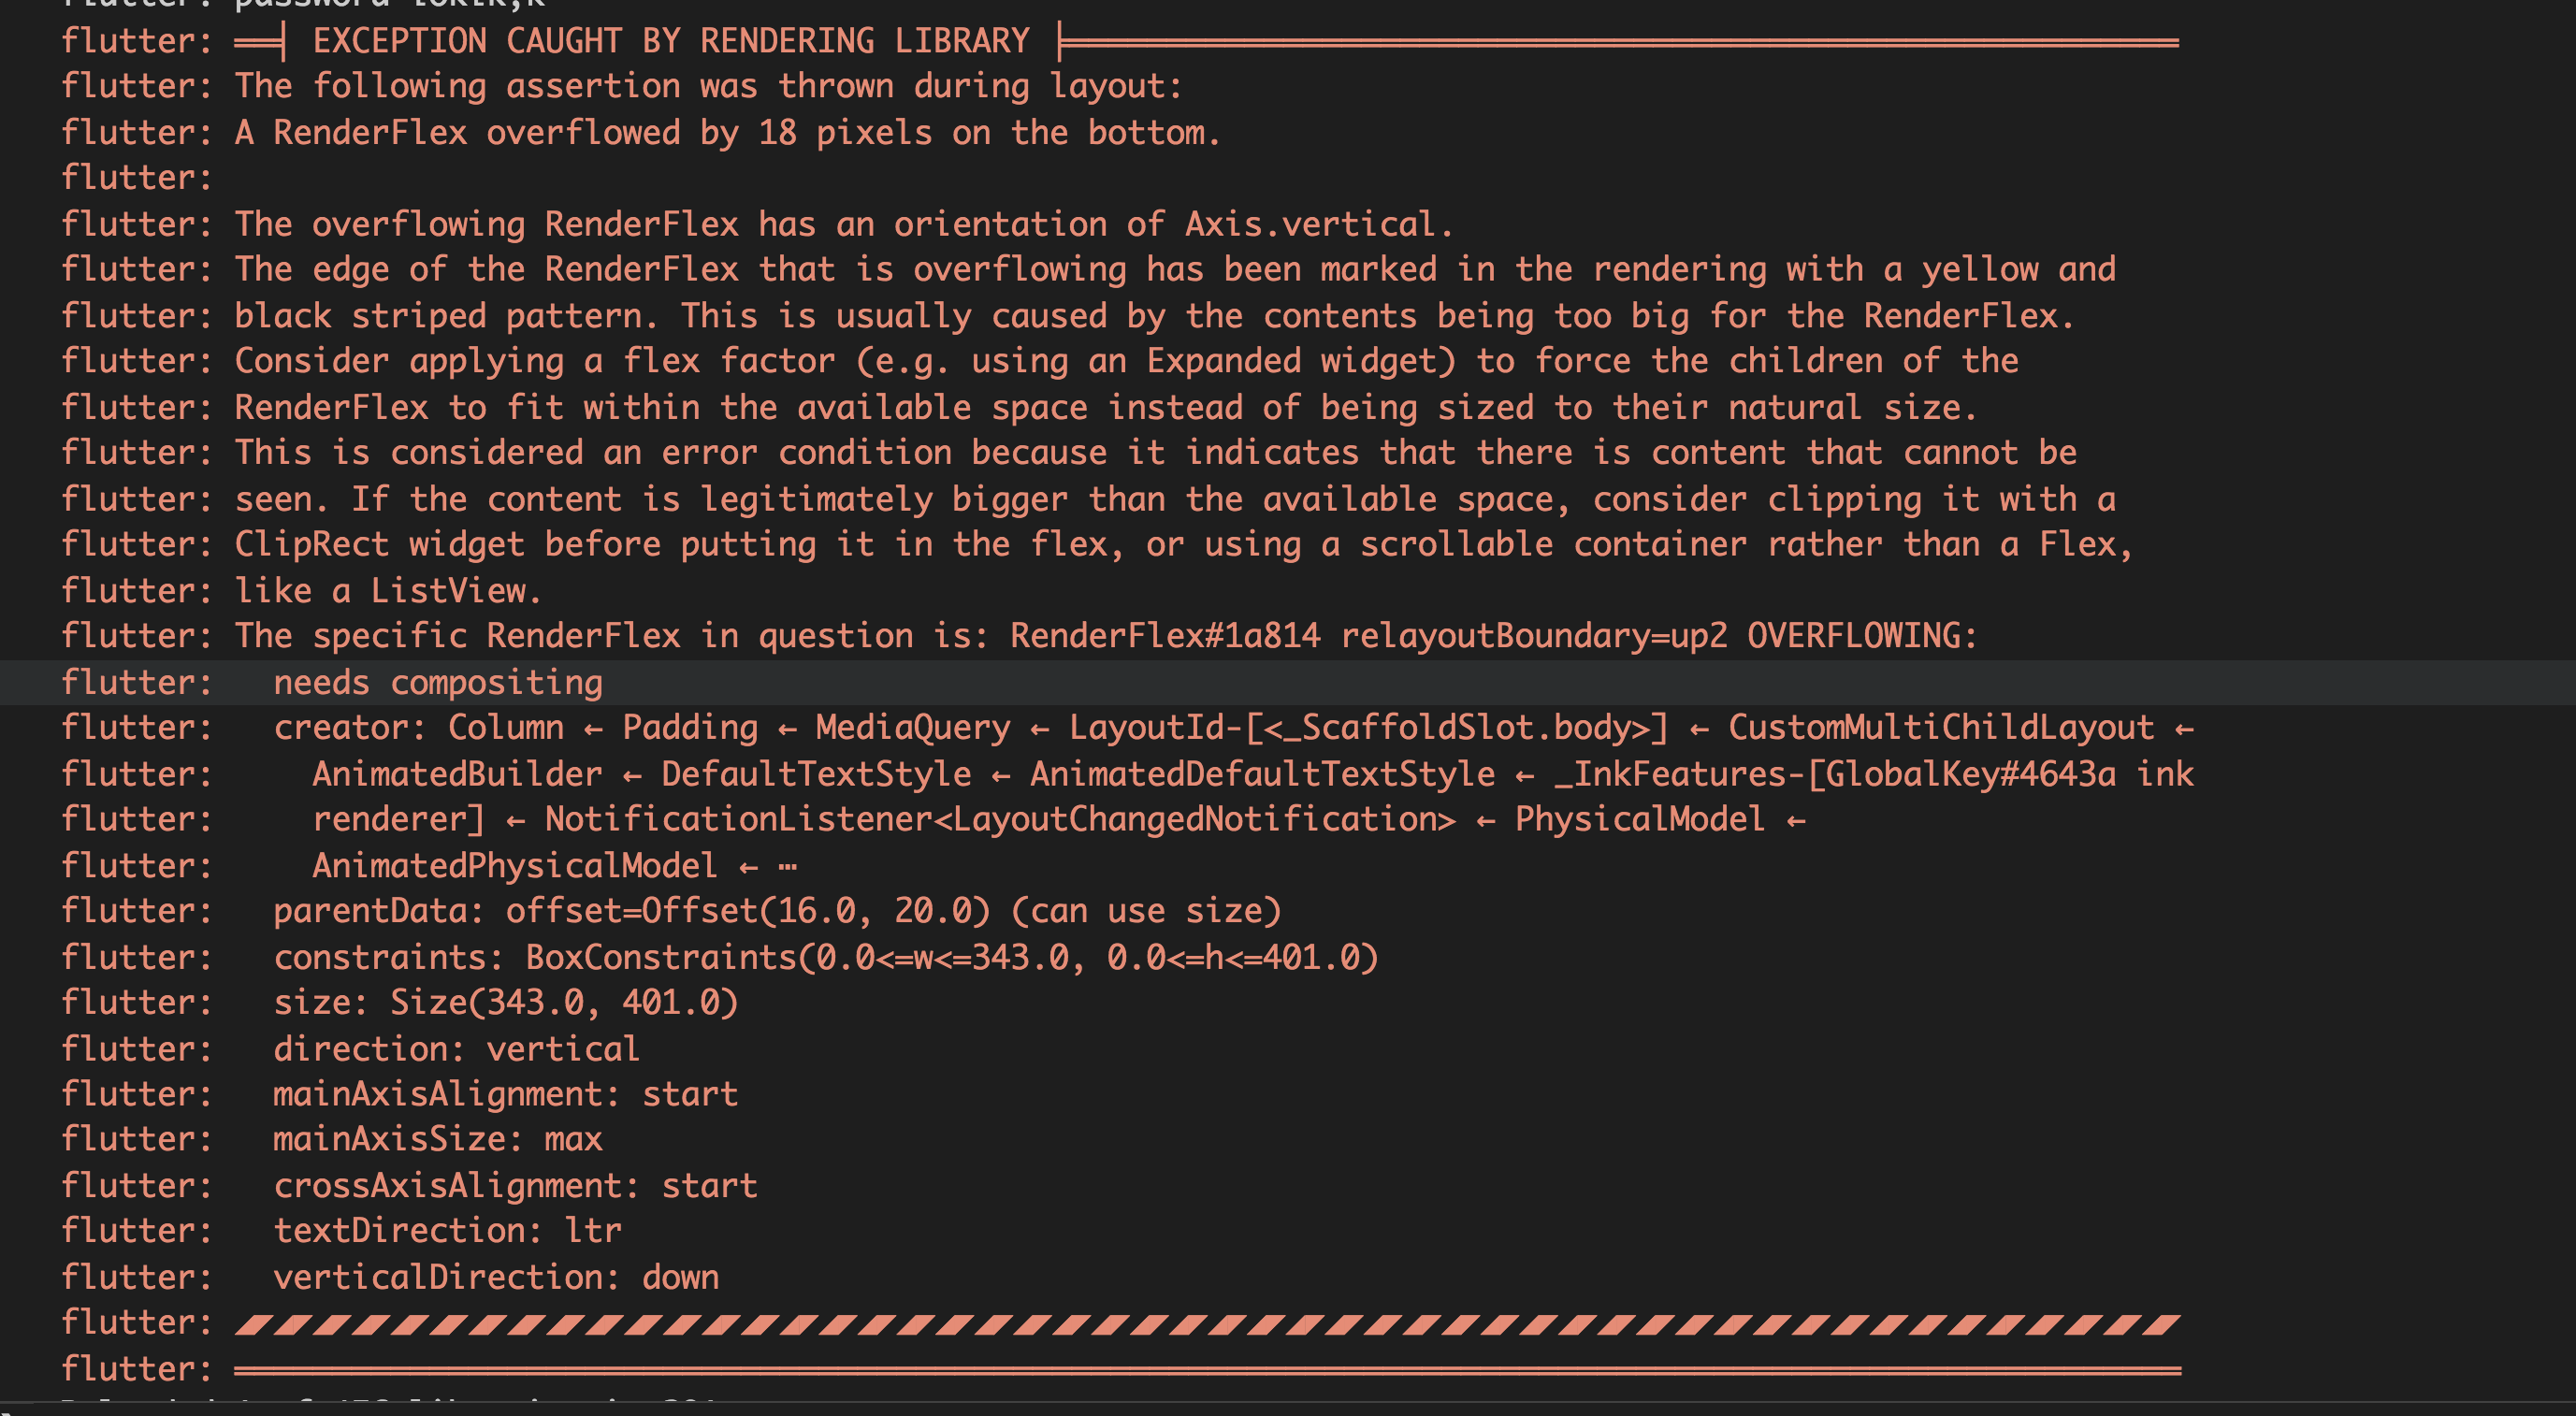 flutter: ══╡ EXCEPTION CAUGHT BY RENDERING LIBRARY ╞═════════════════════════════════════════════════════════
flutter: The following assertion was thrown during layout:
flutter: A RenderFlex overflowed by 18 pixels on the bottom.
flutter:
flutter: The overflowing RenderFlex has an orientation of Axis.vertical.
flutter: The edge of the RenderFlex that is overflowing has been marked in the rendering with a yellow and
flutter: black striped pattern. This is usually caused by the contents being too big for the RenderFlex.
flutter: Consider applying a flex factor (e.g. using an Expanded widget) to force the children of the
flutter: RenderFlex to fit within the available space instead of being sized to their natural size.
flutter: This is considered an error condition because it indicates that there is content that cannot be
flutter: seen. If the content is legitimately bigger than the available space, consider clipping it with a
flutter: ClipRect widget before putting it in the flex, or using a scrollable container rather than a Flex,
flutter: like a ListView.
flutter: The specific RenderFlex in question is: RenderFlex#1a814 relayoutBoundary=up2 OVERFLOWING:
flutter:   needs compositing
flutter:   creator: Column ← Padding ← MediaQuery ← LayoutId-[<_ScaffoldSlot.body>] ← CustomMultiChildLayout ←
flutter:     AnimatedBuilder ← DefaultTextStyle ← AnimatedDefaultTextStyle ← _InkFeatures-[GlobalKey#4643a ink
flutter:     renderer] ← NotificationListener<LayoutChangedNotification> ← PhysicalModel ←
flutter:     AnimatedPhysicalModel ← ⋯
flutter:   parentData: offset=Offset(16.0, 20.0) (can use size)
flutter:   constraints: BoxConstraints(0.0<=w<=343.0, 0.0<=h<=401.0)
flutter:   size: Size(343.0, 401.0)
flutter:   direction: vertical
flutter:   mainAxisAlignment: start
flutter:   mainAxisSize: max
flutter:   crossAxisAlignment: start
flutter:   textDirection: ltr
flutter:   verticalDirection: down
flutter: ◢◤◢◤◢◤◢◤◢◤◢◤◢◤◢◤◢◤◢◤◢◤◢◤◢◤◢◤◢◤◢◤◢◤◢◤◢◤◢◤◢◤◢◤◢◤◢◤◢◤◢◤◢◤◢◤◢◤◢◤◢◤◢◤◢◤◢◤◢◤◢◤◢◤◢◤◢◤◢◤◢◤◢◤◢◤◢◤◢◤◢◤◢◤◢◤◢◤◢◤
flutter: ════════════════════════════════════════════════════════════════════════════════════════════════════